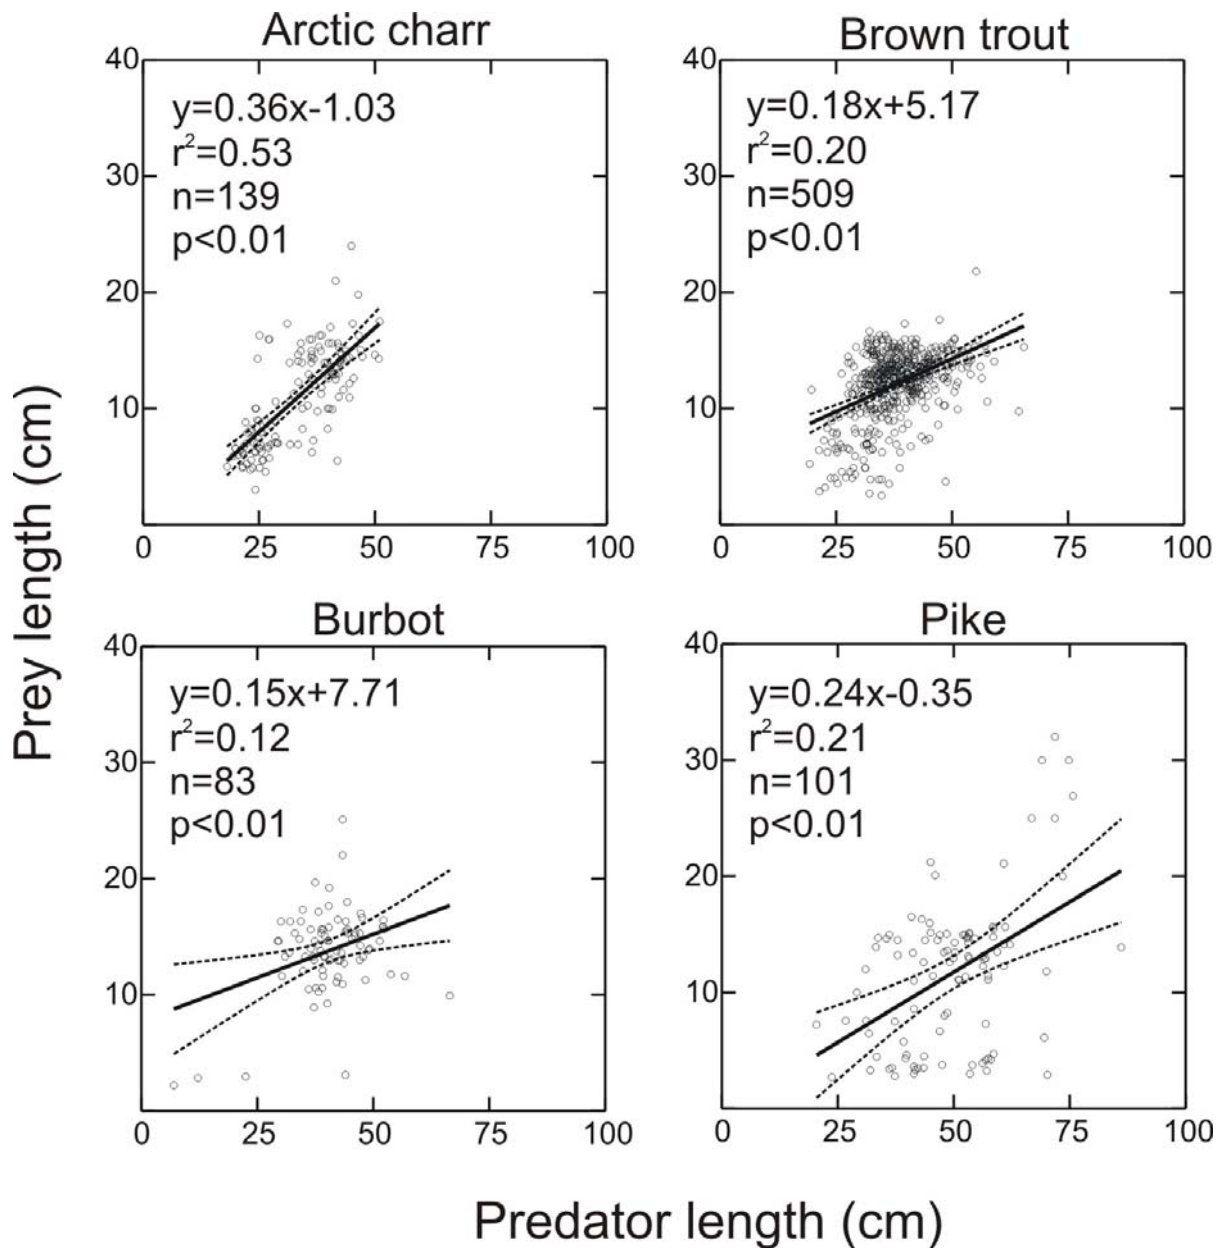 Arctic charr
Brown trout
40
30
20
10
y=0.36x-1.03
r²=0.53
n=139
p<0.01
0 25 50 75 100
40
30
20
10
y=0.18x+5.17
r²=0.20
n=509
p<0.01
0 25 50 75 100
Prey length (cm)
Burbot
Pike
40
30
20
10
y=0.15x+7.71
r²=0.12
n=83
p<0.01
0 25 50 75 100
40
30
20
10
y=0.24x-0.35
r²=0.21
n=101
p<0.01
0 25 50 75 100
Predator length (cm)